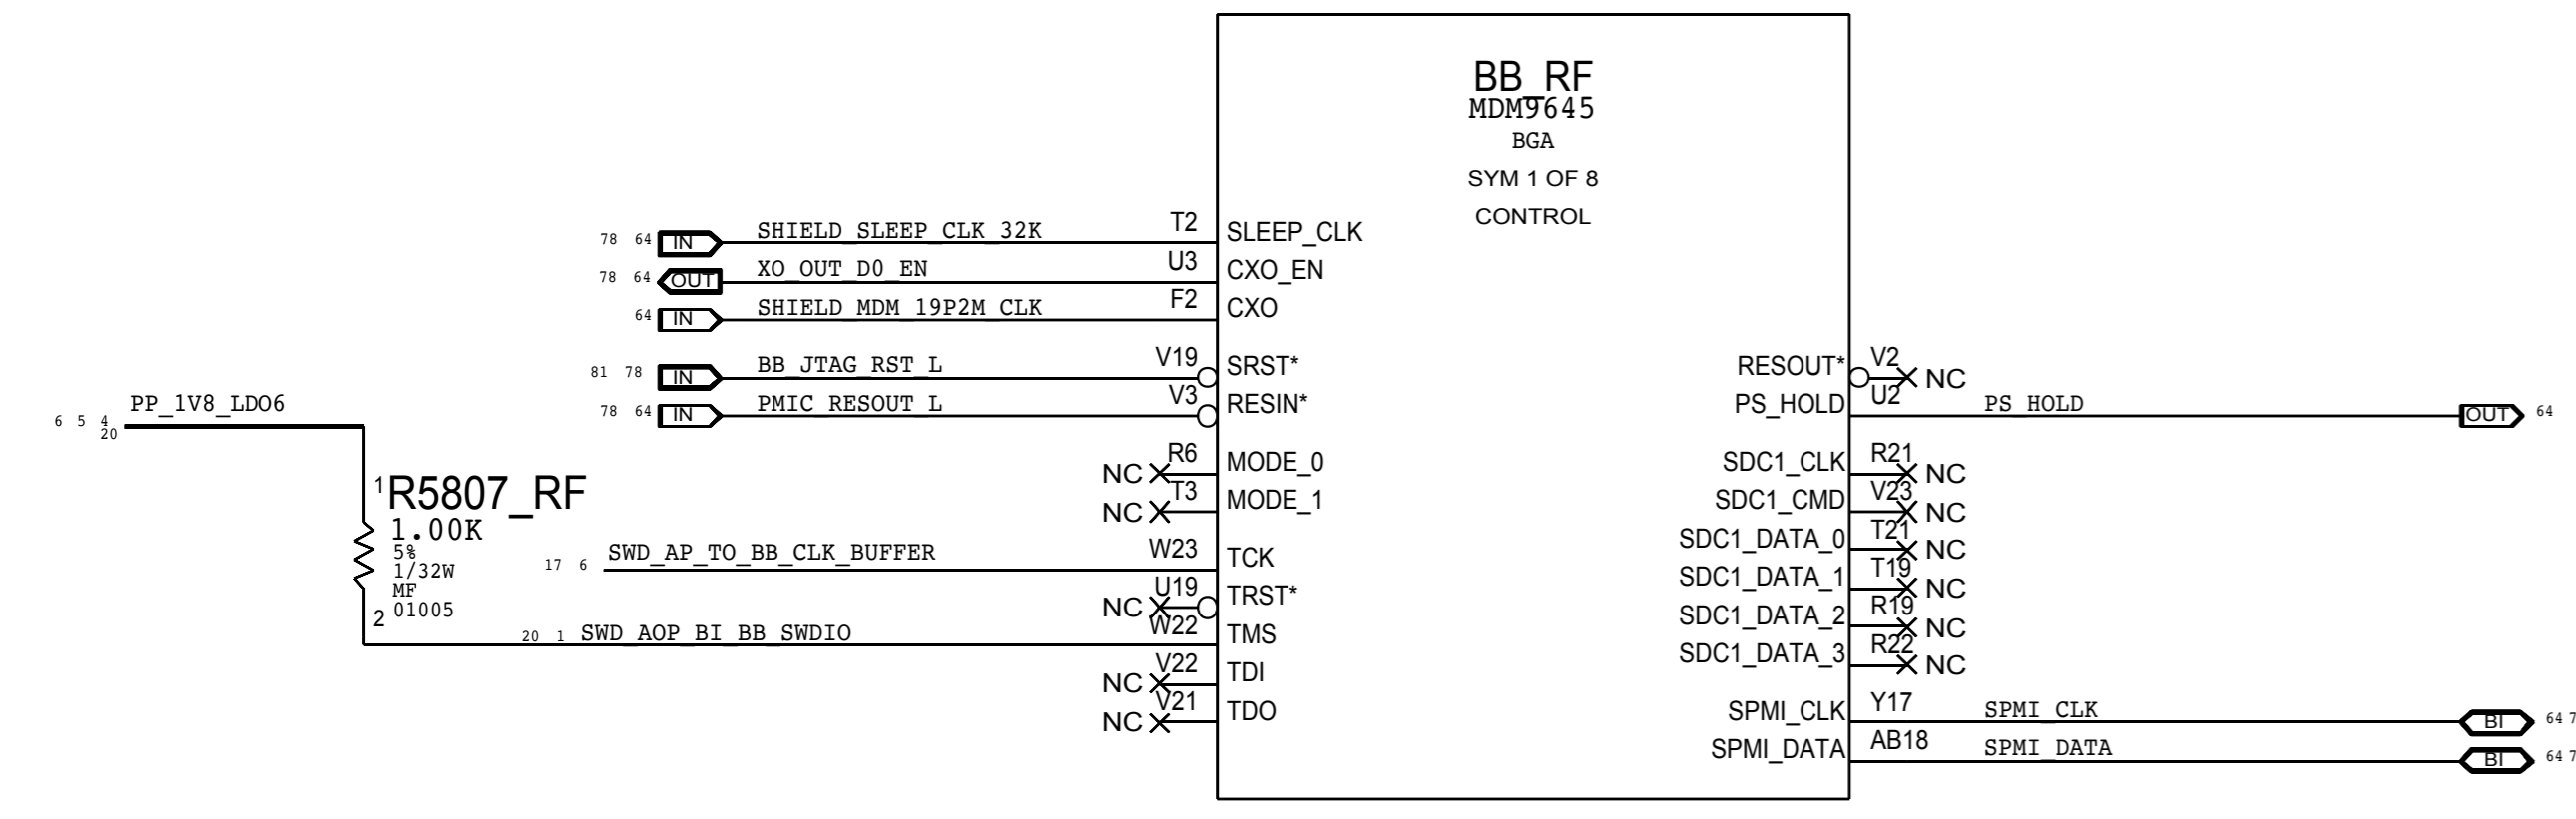 BB_RF
MDM9645
BGA
SYM 1 OF 8
CONTROL
78 64 IN SHIELD_SLEEP_CLK_32K T2 SLEEP_CLK
78 64 OUT XO_OUT_D0_EN U3 CXO_EN
64 IN SHIELD_MDM_19P2M_CLK F2 CXO
81 78 IN BB_JTAG_RST_L V19 SRST*
78 64 IN PMIC_RESOUT_L V3 RESIN*
NC R6 MODE_0
NC T3 MODE_1
17 6 SWD_AP_TO_BB_CLK_BUFFER W23 TCK
NC U19 TRST*
20 1 SWD_AOP_BI_BB_SWDIO W22 TMS
NC V22 TDI
NC V21 TDO
6 5 4 PP_1V8_LDO6
20
1 R5807_RF
1.00K
5%
1/32W
MF
2 01005
RESOUT* V2 NC
PS_HOLD U2 PS_HOLD OUT 64
SDC1_CLK R21 NC
SDC1_CMD V23 NC
SDC1_DATA_0 T21 NC
SDC1_DATA_1 T19 NC
SDC1_DATA_2 R19 NC
SDC1_DATA_3 R22 NC
SPMI_CLK Y17 SPMI_CLK BI 64 7
SPMI_DATA AB18 SPMI_DATA BI 64 7